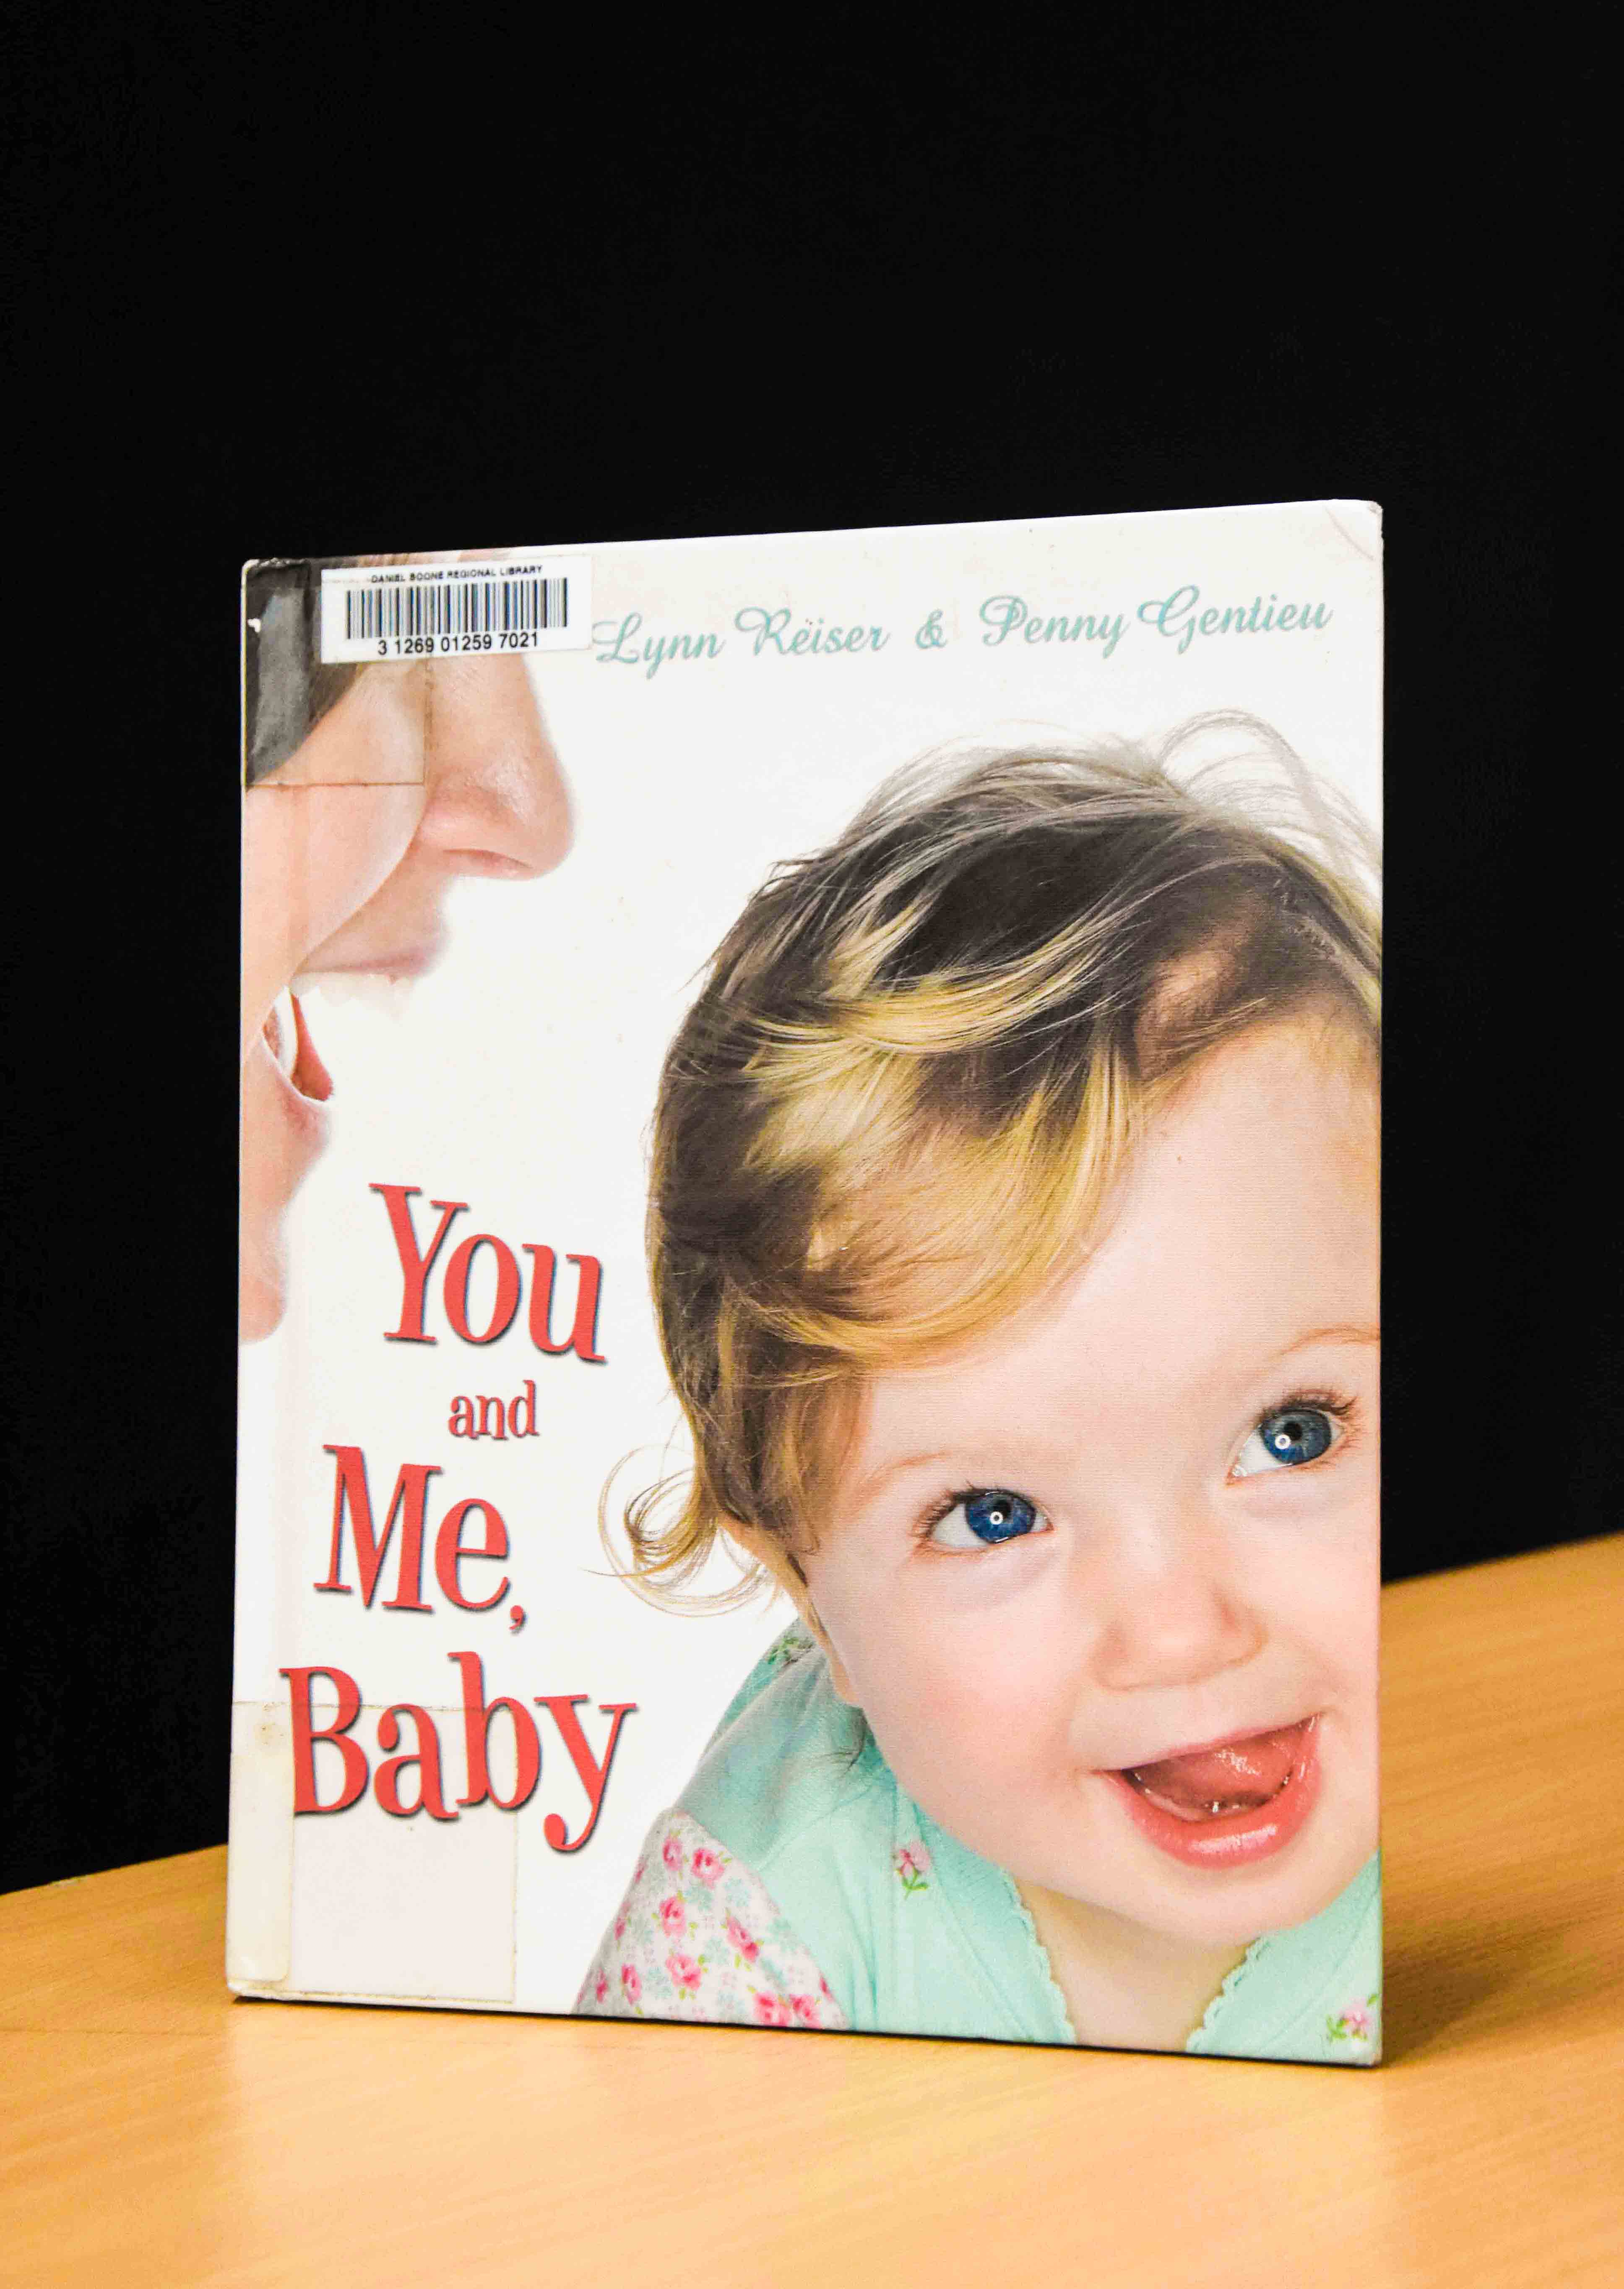 DANIEL BOONE REGIONAL LIBRARY
3 1269 01259 7021
Lynn Reiser & Penny Gentieu
You
and
Me,
Baby